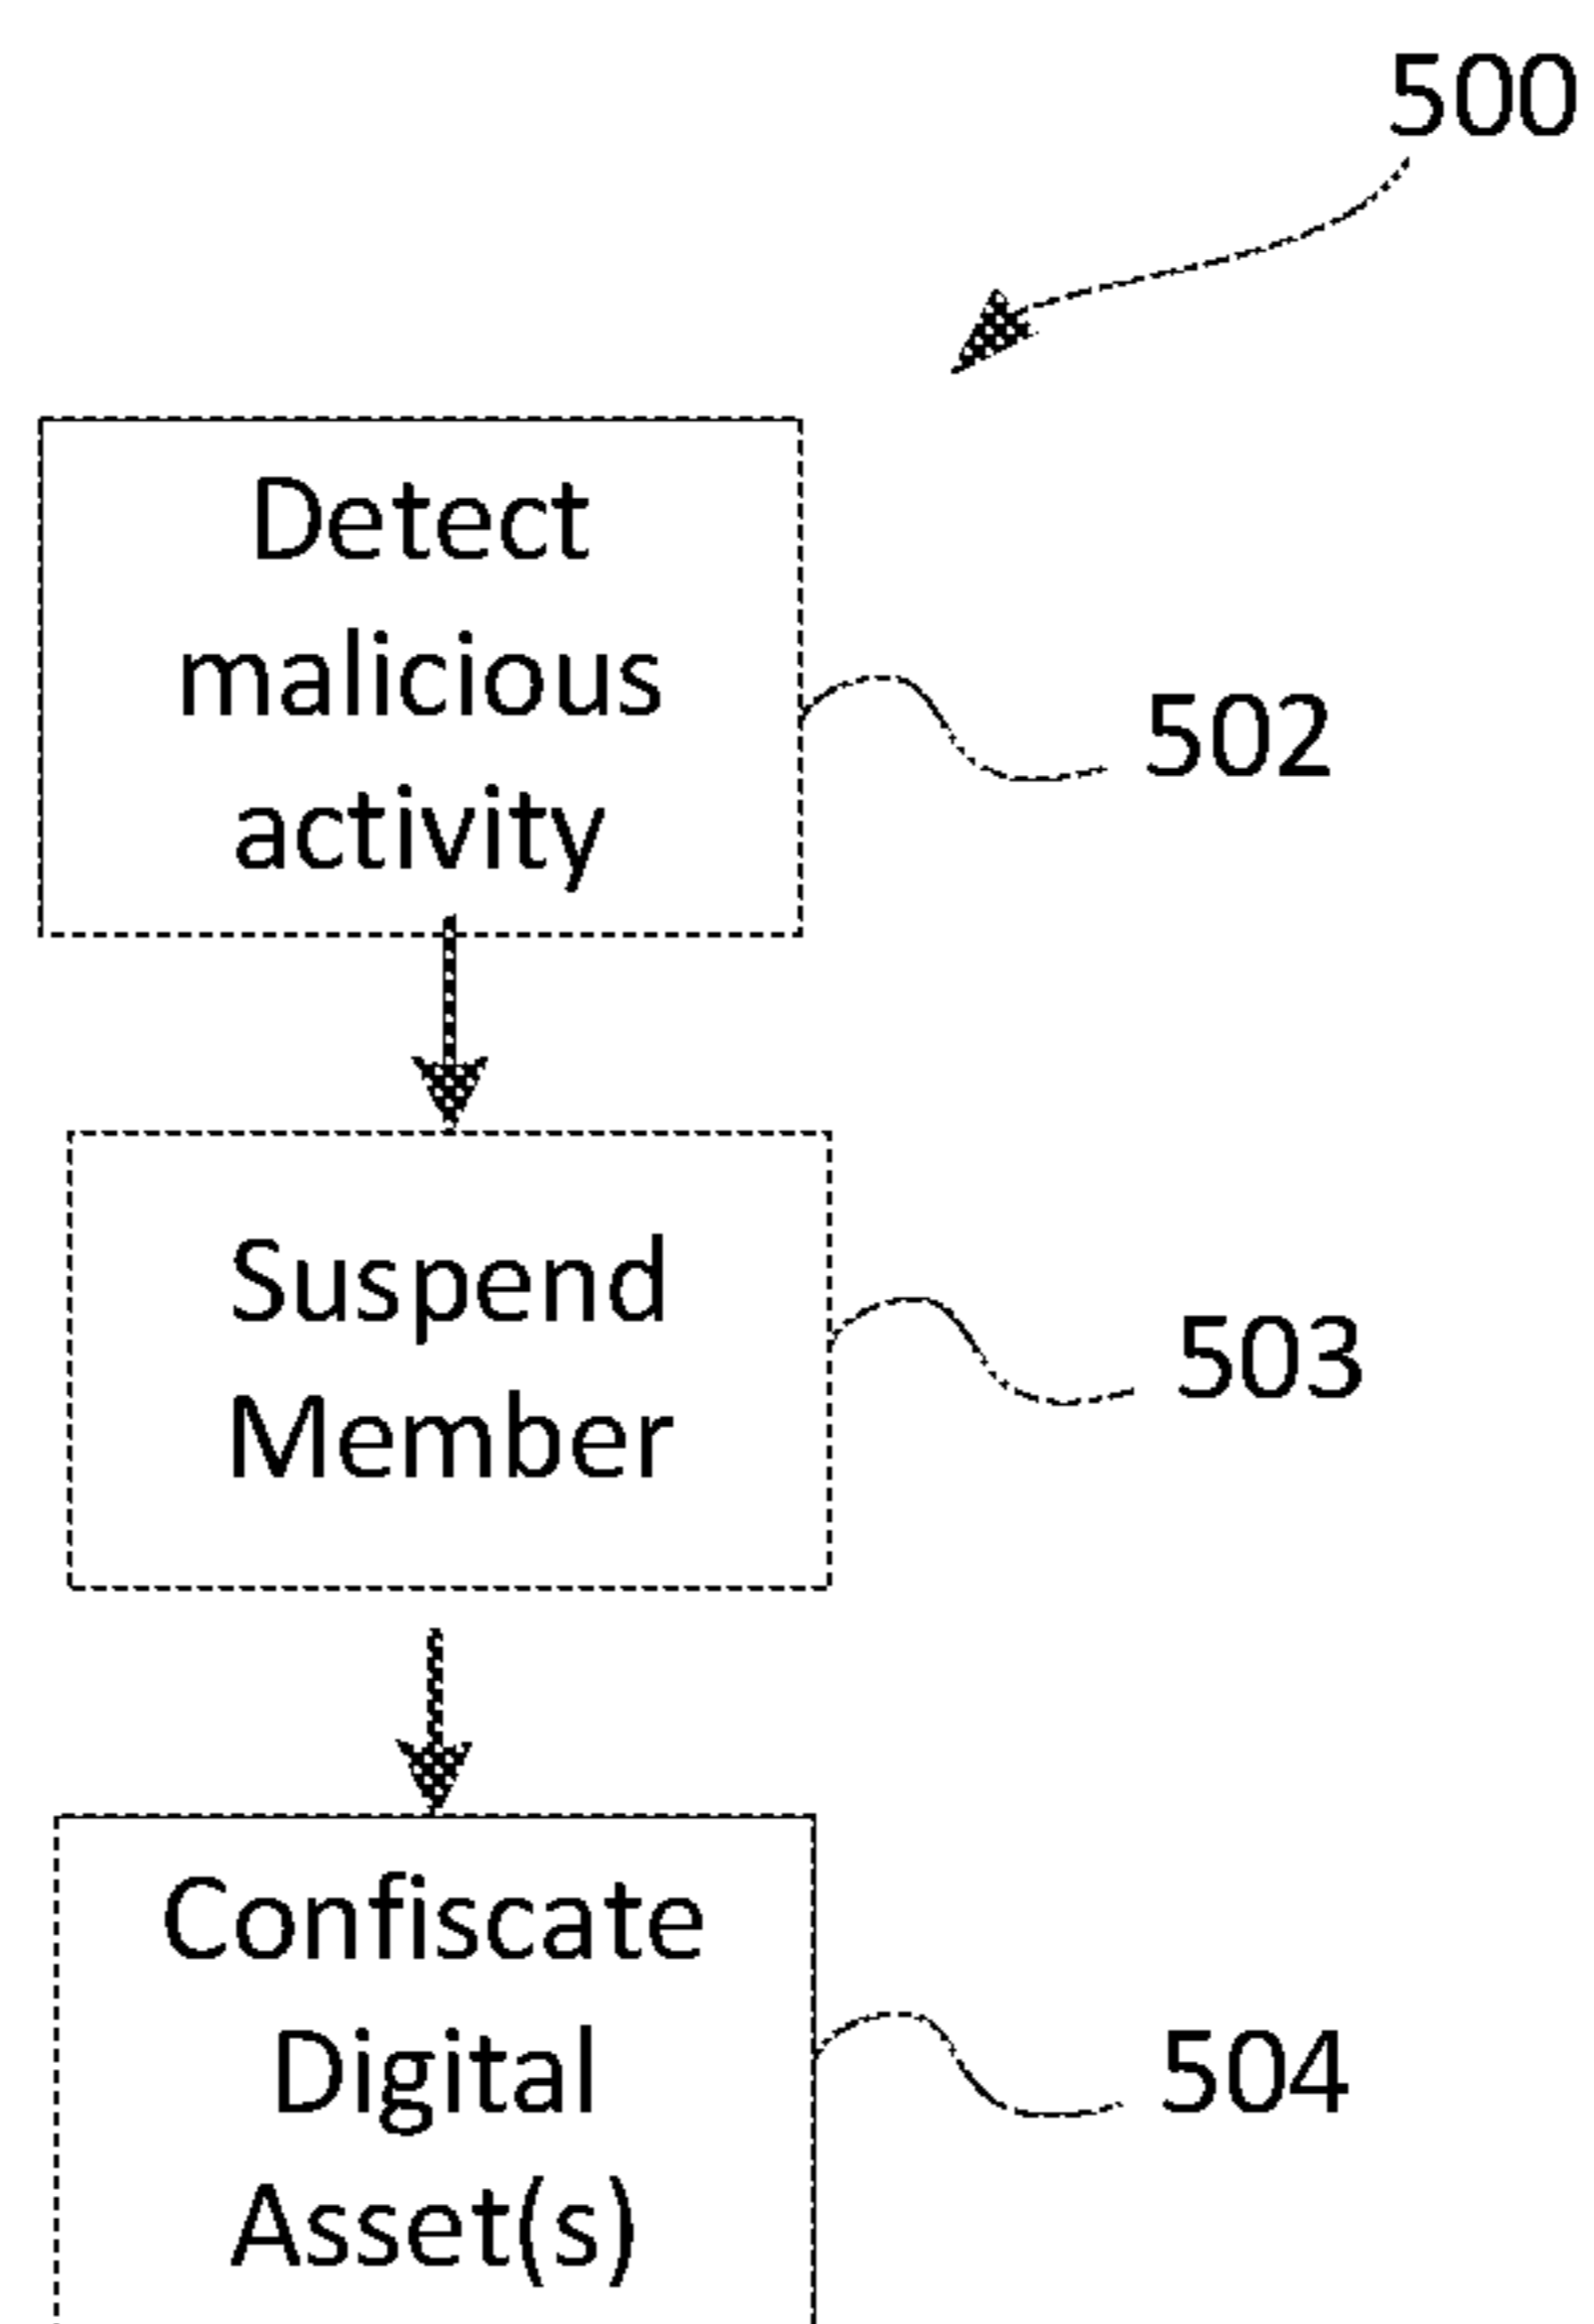 500
Detect
malicious
activity
502
Suspend
Member
503
Confiscate
Digital
Asset(s)
504